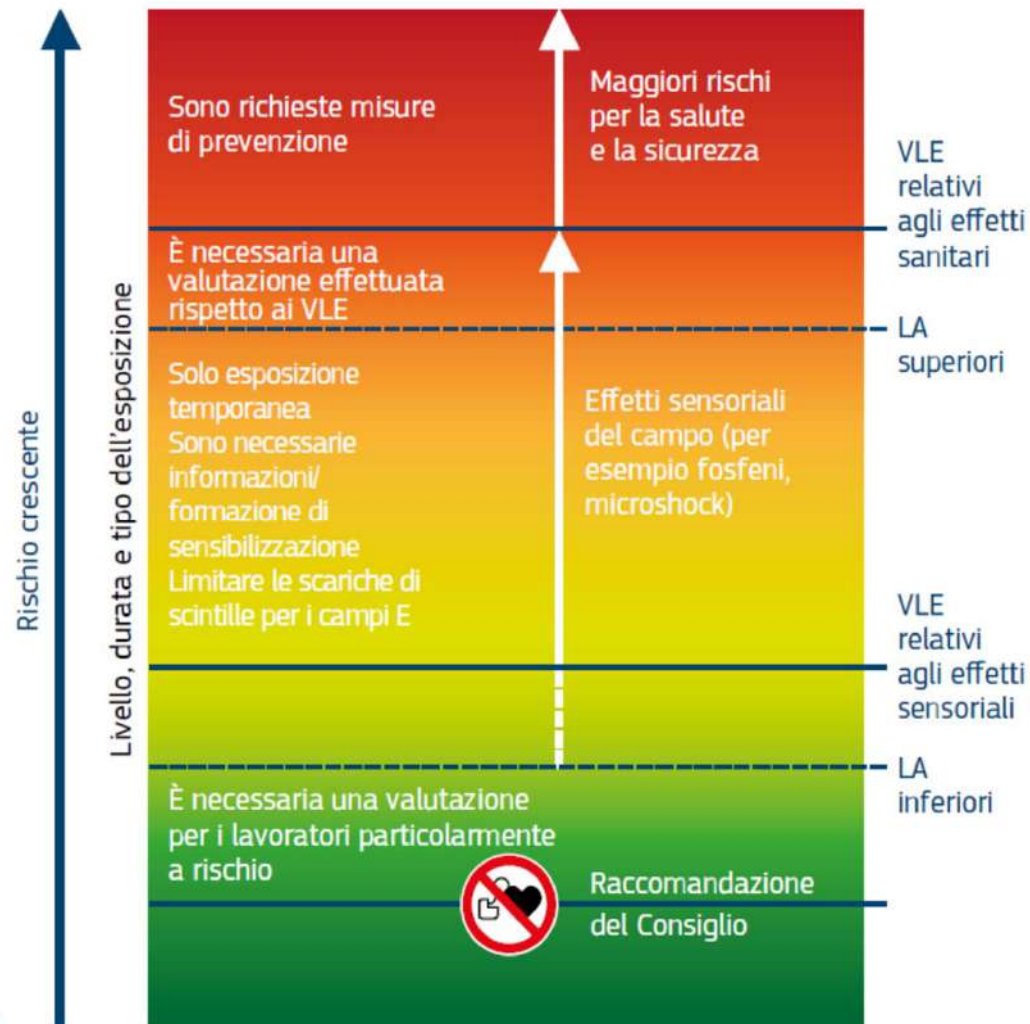 Rischio crescente
Livello, durata e tipo dell'esposizione
Sono richieste misure
di prevenzione
Maggiori rischi
per la salute
e la sicurezza
VLE
relativi
agli effetti
sanitari
È necessaria una
valutazione effettuata
rispetto ai VLE
LA
superiori
Solo esposizione
temporanea
Sono necessarie
informazioni/
formazione di
sensibilizzazione
Limitare le scariche di
scintille per i campi E
Effetti sensoriali
del campo (per
esempio fosfeni,
microshock)
VLE
relativi
agli effetti
sensoriali
LA
inferiori
È necessaria una valutazione
per i lavoratori particolarmente
a rischio
Raccomandazione
del Consiglio